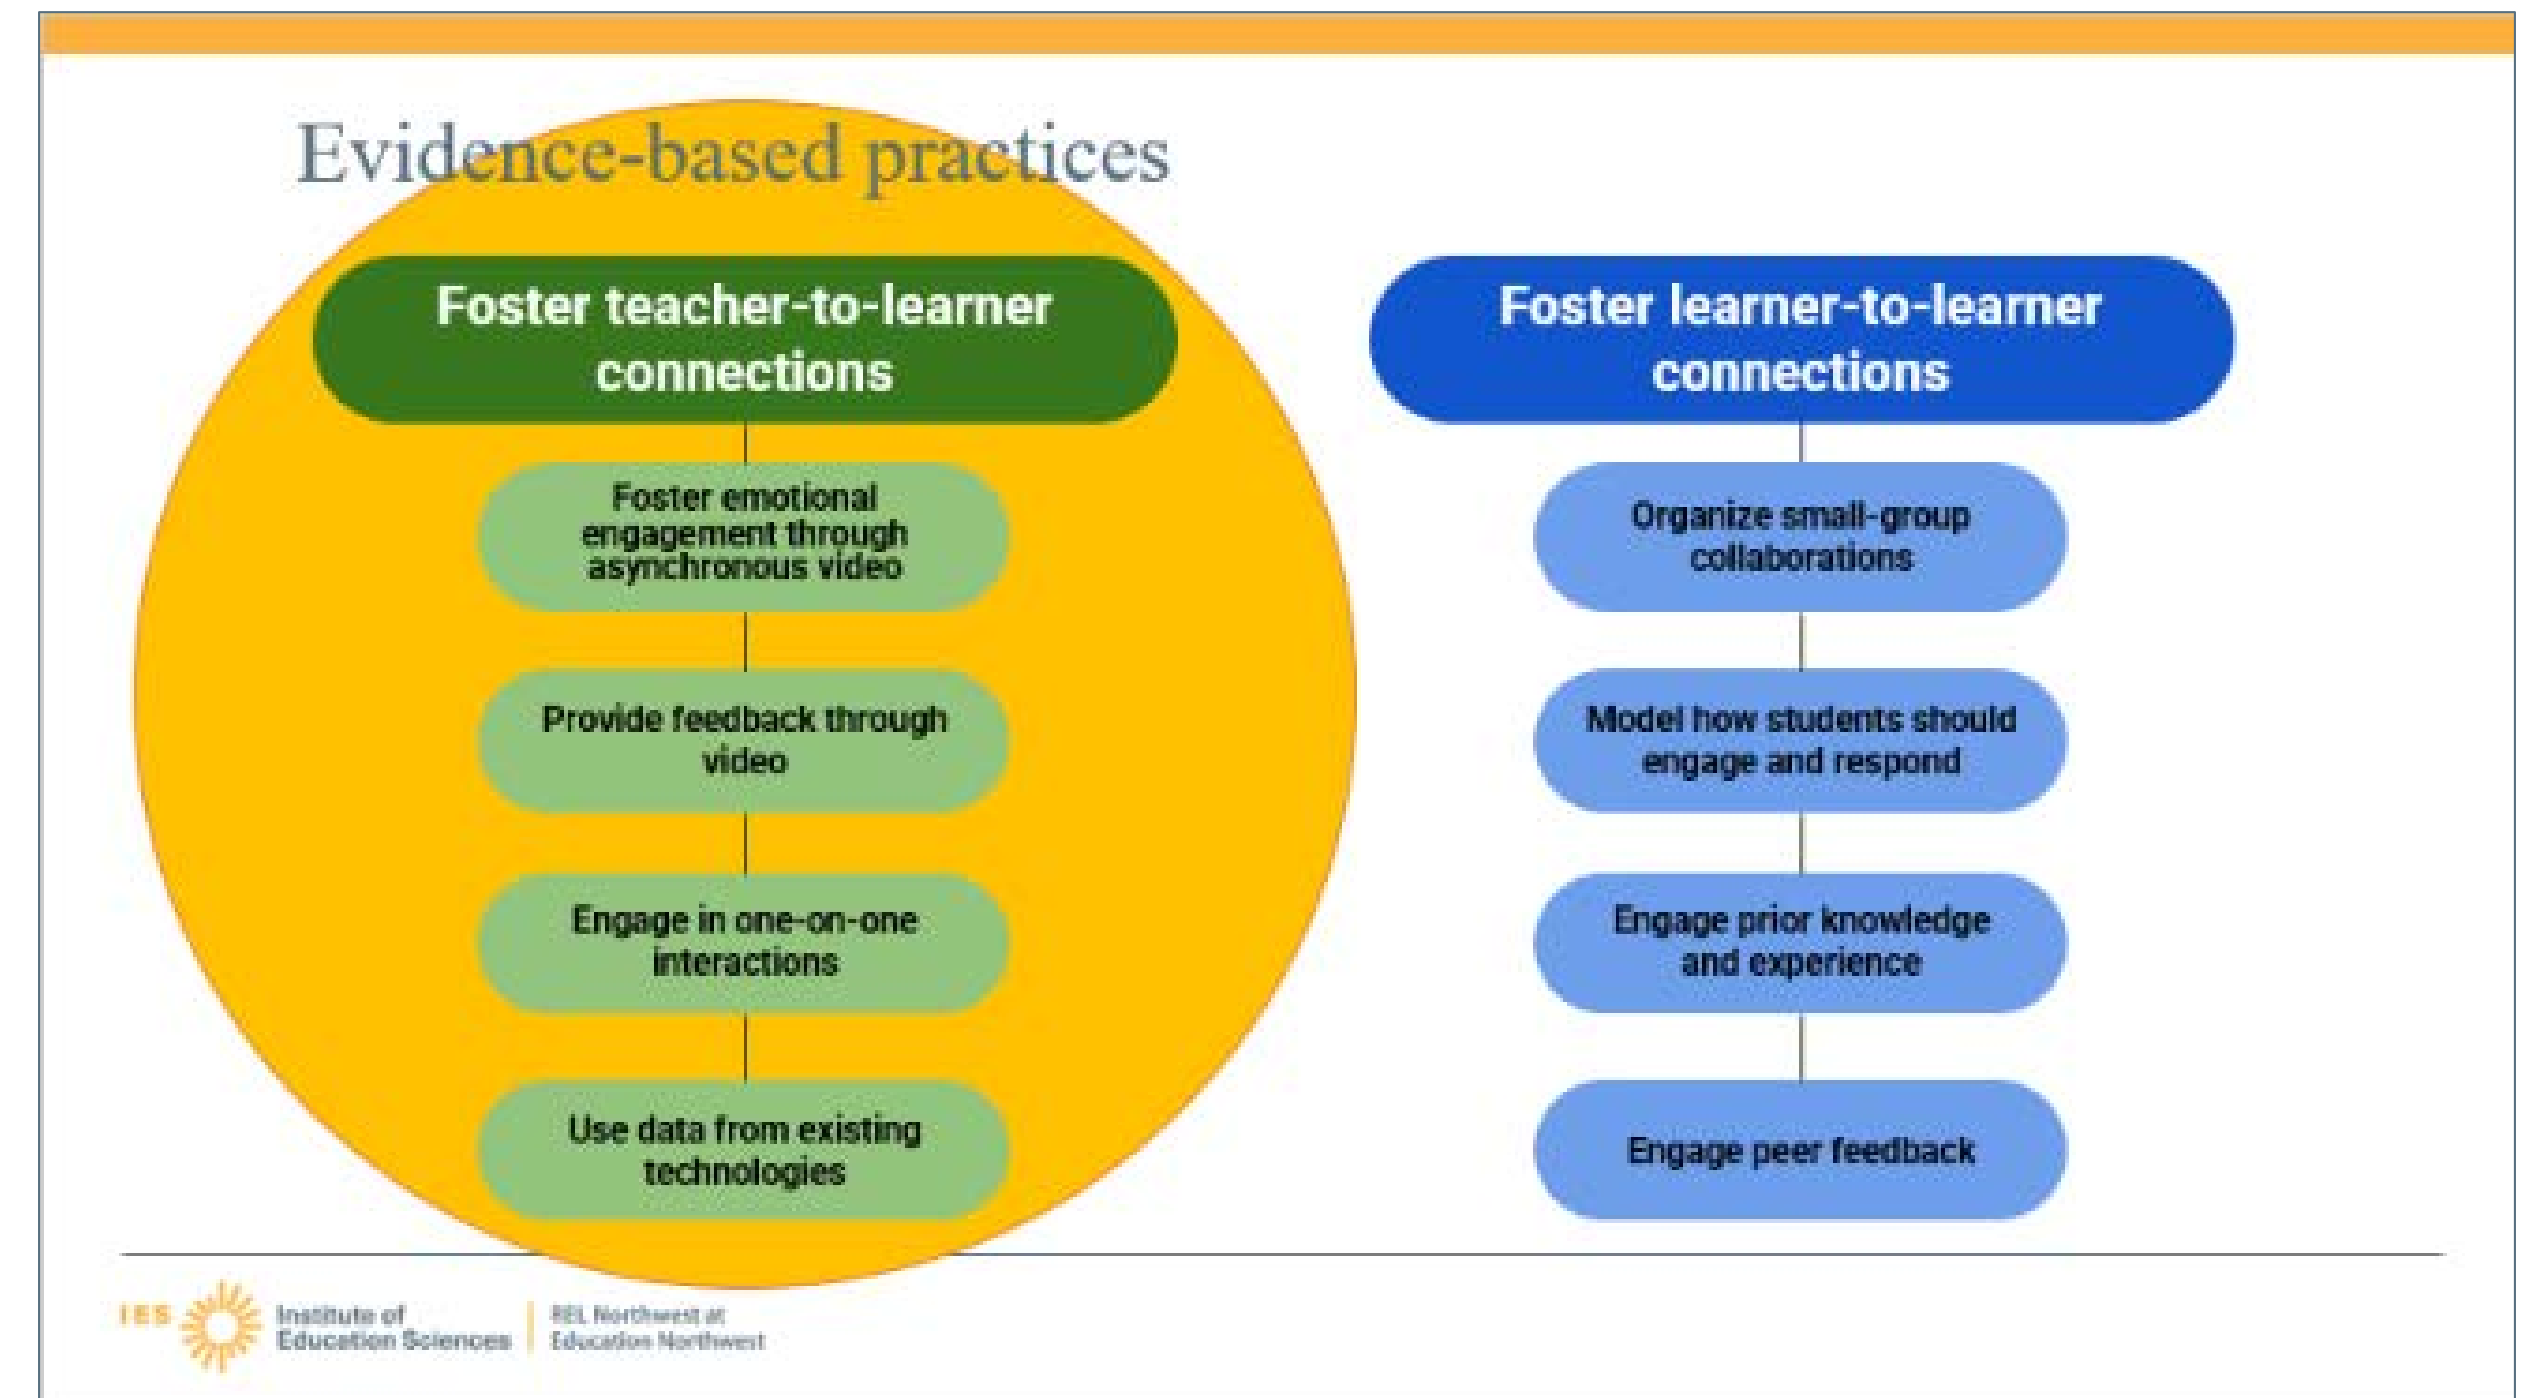 Evidence-based practices
Foster teacher-to-learner
connections
Foster emotional
engagement through
asynchronous video
Provide feedback through
video
Engage in one-on-one
interactions
Use data from existing
technologies
Foster learner-to-learner
connections
Organize small-group
collaborations
Model how students should
engage and respond
Engage prior knowledge
and experience
Engage peer feedback
IES
Institute of
Education Sciences
REL Northwest at
Education Northwest